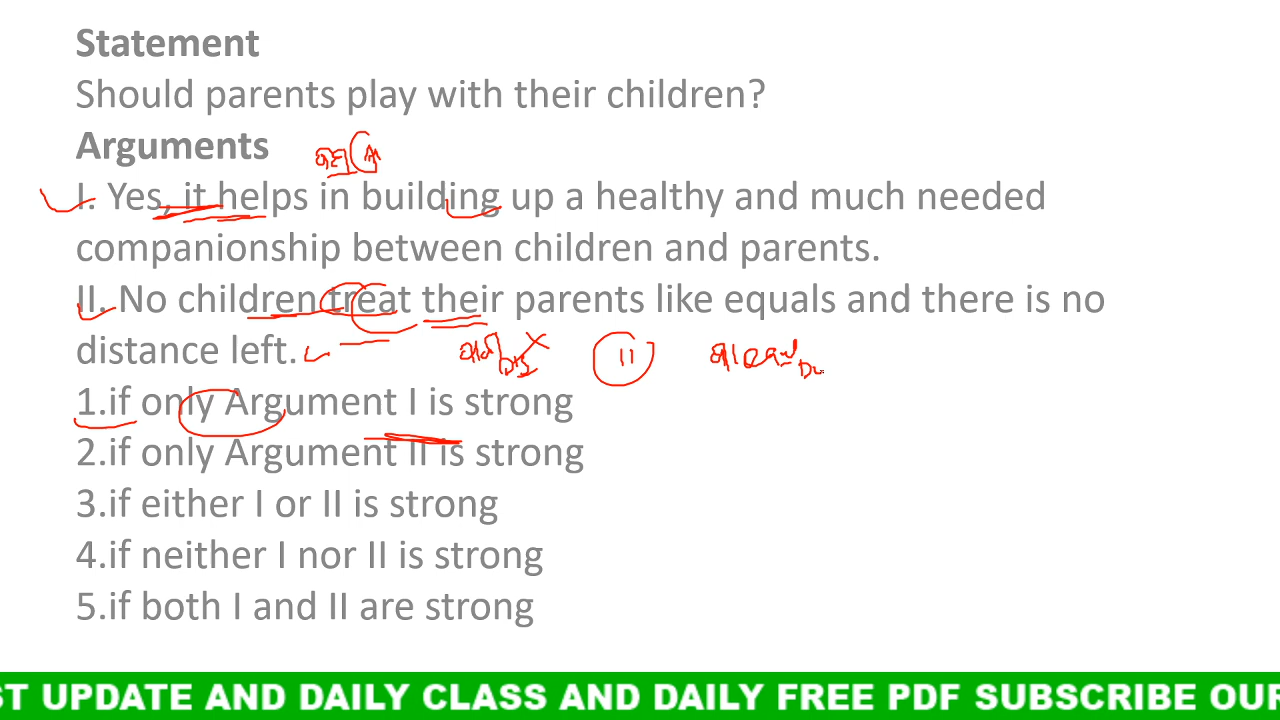 Statement
Should parents play with their children?
Arguments
I. Yes, it helps in building up a healthy and much needed
companionship between children and parents.
II. No children treat their parents like equals and there is no
distance left.
11
1.if only Argument I is strong
2.if only Argument II is strong
3.if either I or II is strong
4.if neither I nor II is strong
5.if both I and II are strong
ST UPDATE AND DAILY CLASS AND DAILY FREE PDF SUBSCRIBE OUR